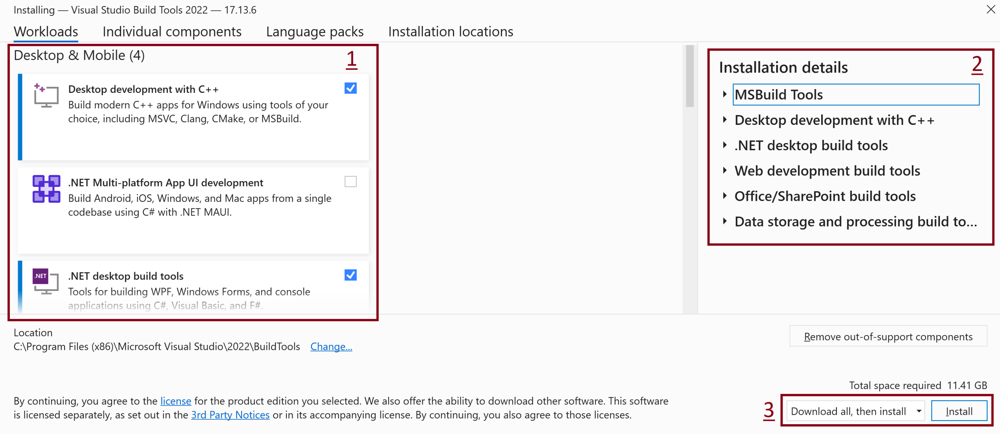 Installing — Visual Studio Build Tools 2022 — 17.13.6
Workloads
Individual components
Language packs
Installation locations
Desktop & Mobile (4)
1
Desktop development with C++
Build modern C++ apps for Windows using tools of your
choice, including MSVC, Clang, CMake, or MSBuild.
.NET Multi-platform App UI development
Build Android, iOS, Windows, and Mac apps from a single
codebase using C# with .NET MAUI.
.NET
.NET desktop build tools
Tools for building WPF, Windows Forms, and console
applications using C#, Visual Basic, and F#.
Installation details
2
MSBuild Tools
Desktop development with C++
.NET desktop build tools
Web development build tools
Office/SharePoint build tools
Data storage and processing build to...
Location
C:\Program Files (x86)\Microsoft Visual Studio\2022\BuildTools
Change...
Remove out-of-support components
Total space required 11.41 GB
By continuing, you agree to the license for the product edition you selected. We also offer the ability to download other software. This software
is licensed separately, as set out in the 3rd Party Notices or in its accompanying license. By continuing, you also agree to those licenses.
3
Download all, then install
Install